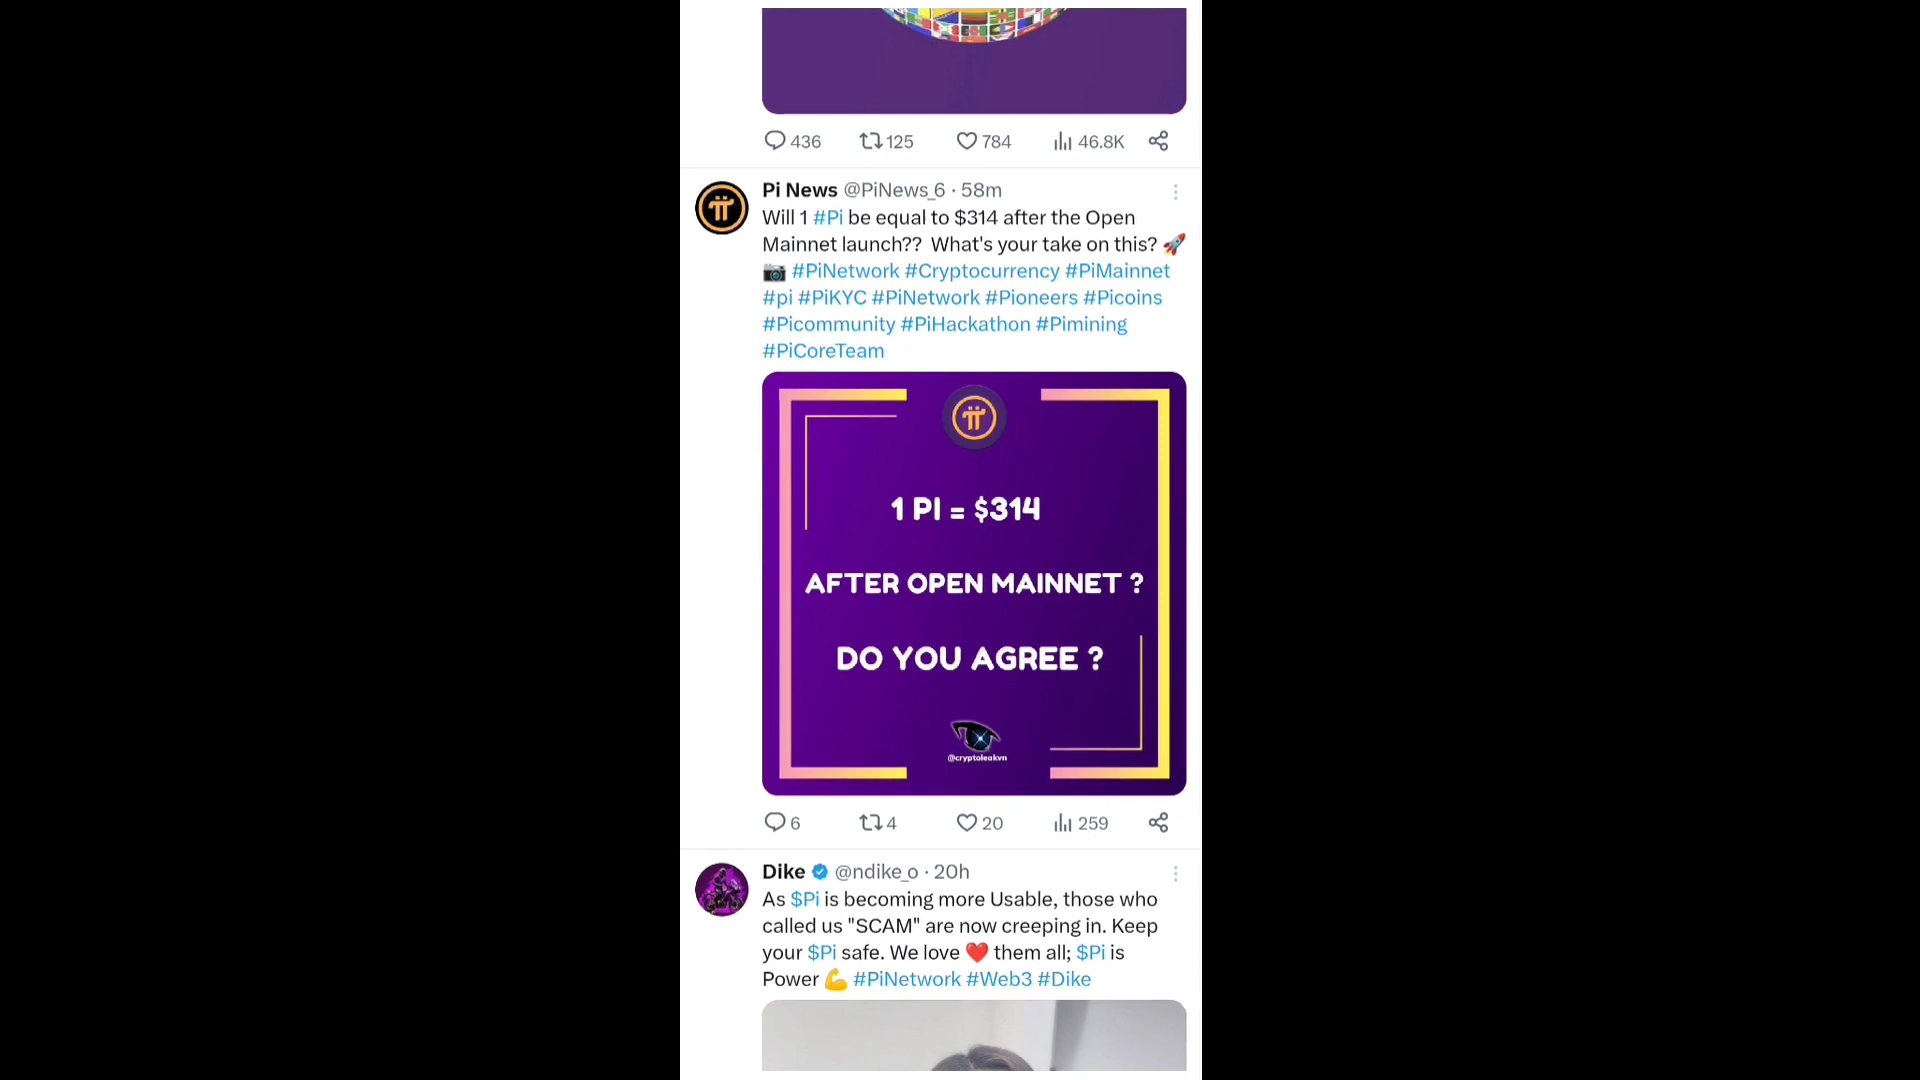 436 125 784 46.8K
Pi News @PiNews_6 · 58m
Will 1 #Pi be equal to $314 after the Open
Mainnet launch?? What's your take on this? 🚀
📷 #PiNetwork #Cryptocurrency #PiMainnet
#pi #PiKYC #PiNetwork #Pioneers #Picoins
#Picommunity #PiHackathon #Pimining
#PiCoreTeam
1 PI = $314
AFTER OPEN MAINNET ?
DO YOU AGREE ?
@cryptoleakvn
6 4 20 259
Dike @ndike_o · 20h
As $Pi is becoming more Usable, those who
called us "SCAM" are now creeping in. Keep
your $Pi safe. We love ❤️ them all; $Pi is
Power 💪 #PiNetwork #Web3 #Dike